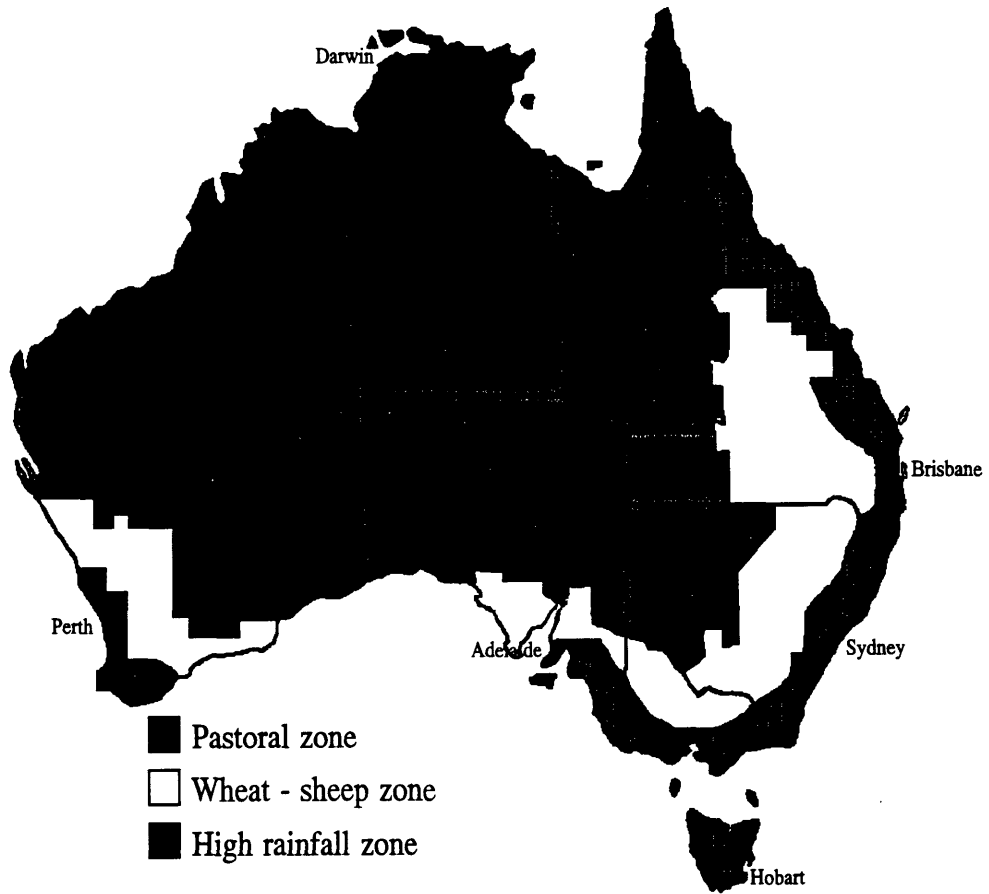 Darwin
Brisbane
Perth
Adelaide
Sydney
Pastoral zone
Wheat - sheep zone
High rainfall zone
Hobart